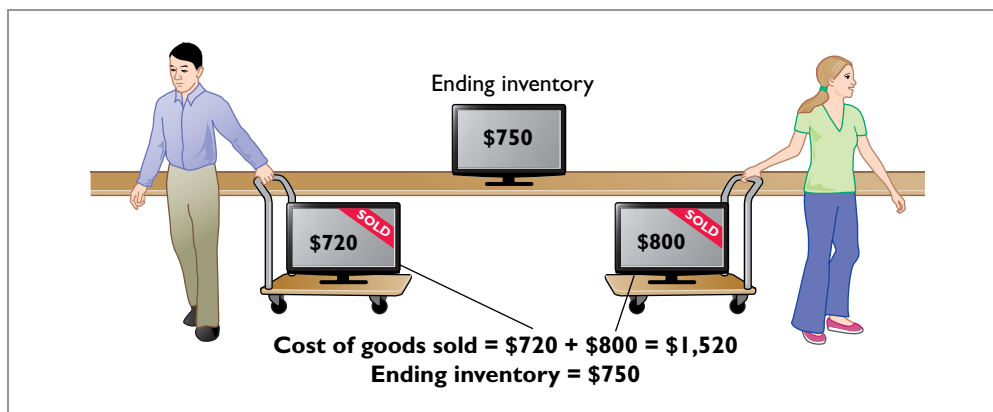 Ending inventory
$750
SOLD
$720
SOLD
$800
Cost of goods sold = $720 + $800 = $1,520
Ending inventory = $750